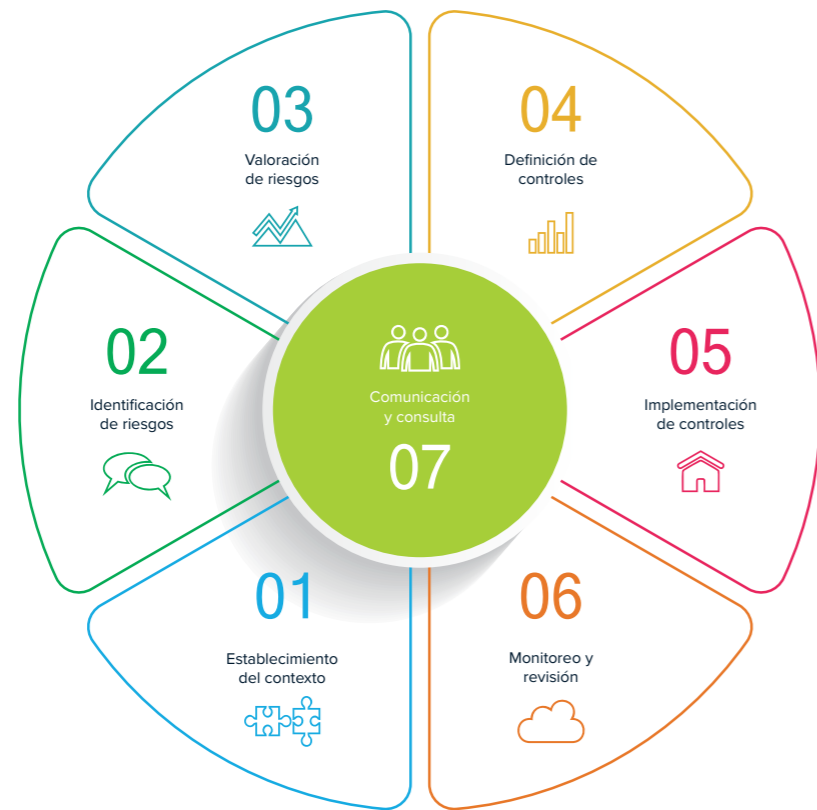 03
Valoración
de riesgos
04
Definición de
controles
02
Identificación
de riesgos
Comunicación
y consulta
07
05
Implementación
de controles
01
Establecimiento
del contexto
06
Monitoreo y
revisión